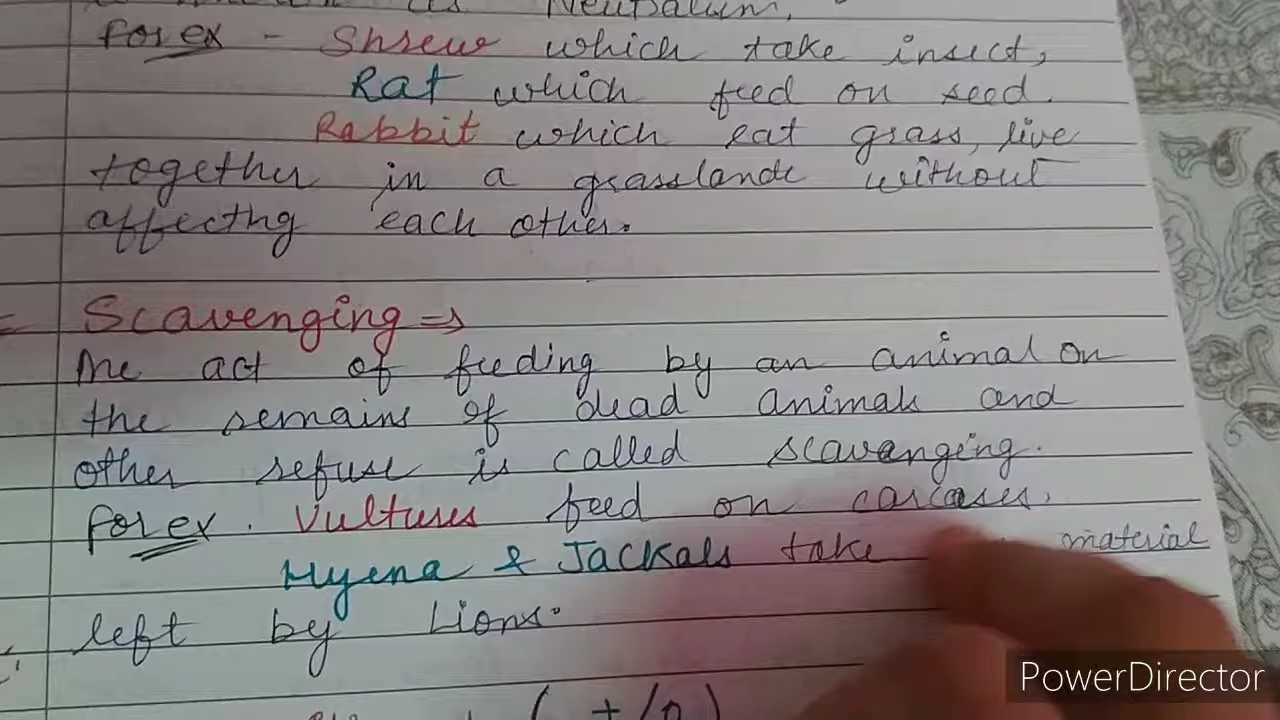 Neutralism.
for ex - Shrew which take insect,
Rat which feed on seed.
Rabbit which eat grass, live
together in a grasslande without
affecting each other.
Scavenging ⇒
The act of feeding by an animal on
the remains of dead animals and
other refuse is called scavenging.
for ex. Vultures feed on carcases,
Hyena & Jackals take material
left by Lions.
(+/0)
PowerDirector